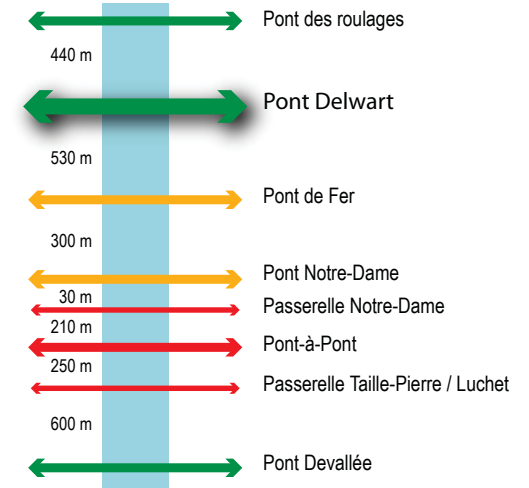 Pont des roulages
440 m
Pont Delwart
530 m
Pont de Fer
300 m
Pont Notre-Dame
30 m
Passerelle Notre-Dame
210 m
Pont-à-Pont
250 m
Passerelle Taille-Pierre / Luchet
600 m
Pont Devallée